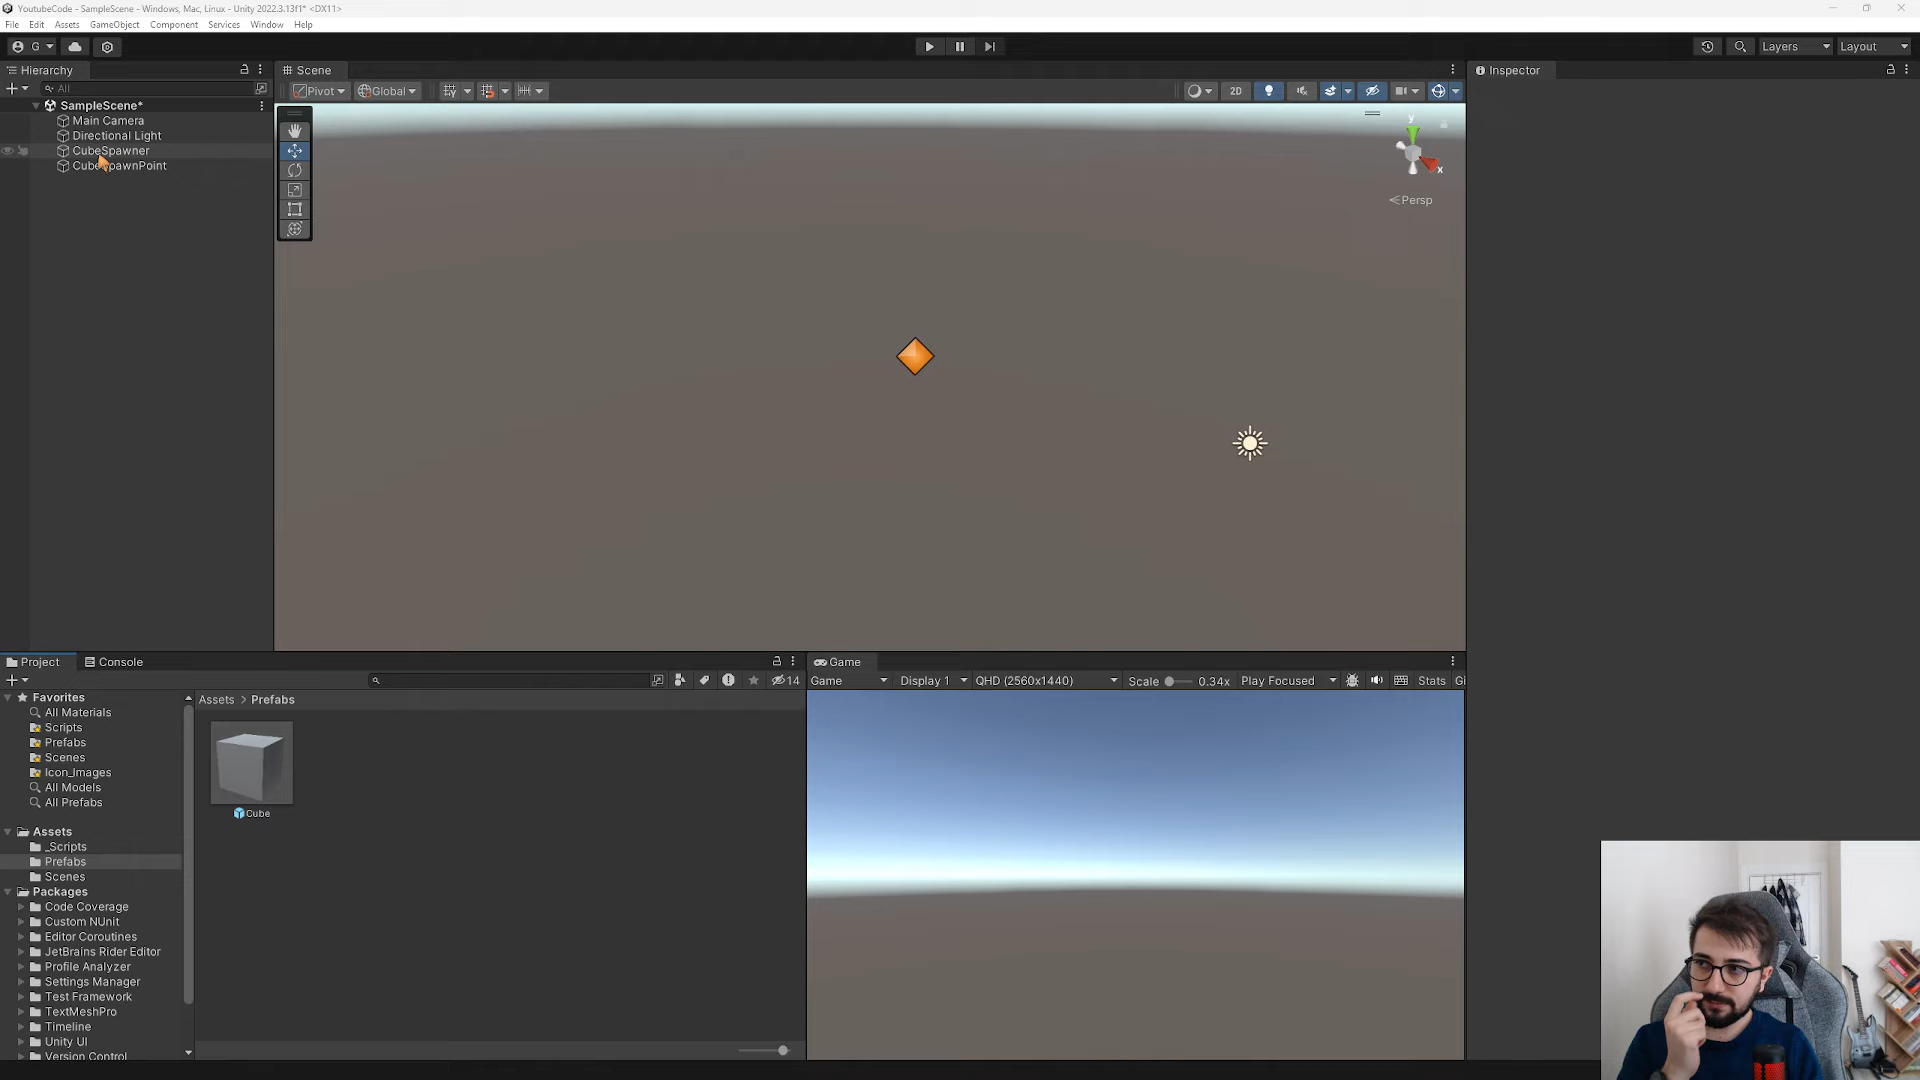 YoutubeCode - SampleScene - Windows, Mac, Linux - Unity 2022.3.13f1* <DX11>
File Edit Assets GameObject Component Services Window Help
G Layers Layout
Hierarchy
All
SampleScene*
Main Camera
Directional Light
CubeSpawner
CubeSpawnPoint
Scene
Pivot Global 2D
y
x
Persp
Inspector
Project Console
14
Favorites
All Materials
Scripts
Prefabs
Scenes
Icon_Images
All Models
All Prefabs
Assets
_Scripts
Prefabs
Scenes
Packages
Code Coverage
Custom NUnit
Editor Coroutines
JetBrains Rider Editor
Profile Analyzer
Settings Manager
Test Framework
TextMeshPro
Timeline
Unity UI
Version Control
Assets > Prefabs
Cube
Game
Game Display 1 QHD (2560x1440) Scale 0.34x Play Focused Stats Gi